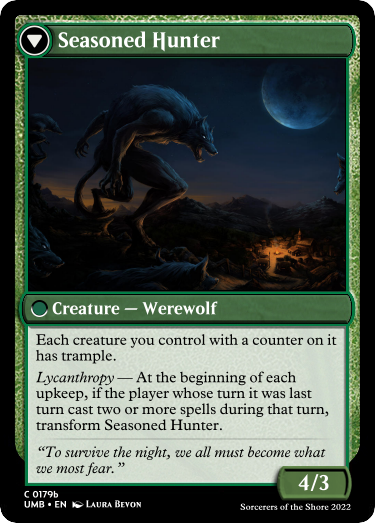 Seasoned Hunter
Creature — Werewolf
Each creature you control with a counter on it
has trample.
Lycanthropy — At the beginning of each
upkeep, if the player whose turn it was last
turn cast two or more spells during that turn,
transform Seasoned Hunter.
“To survive the night, we all must become what
we most fear.”
4/3
C 0179b
UMB • EN Laura Bevon
Sorcerers of the Shore 2022